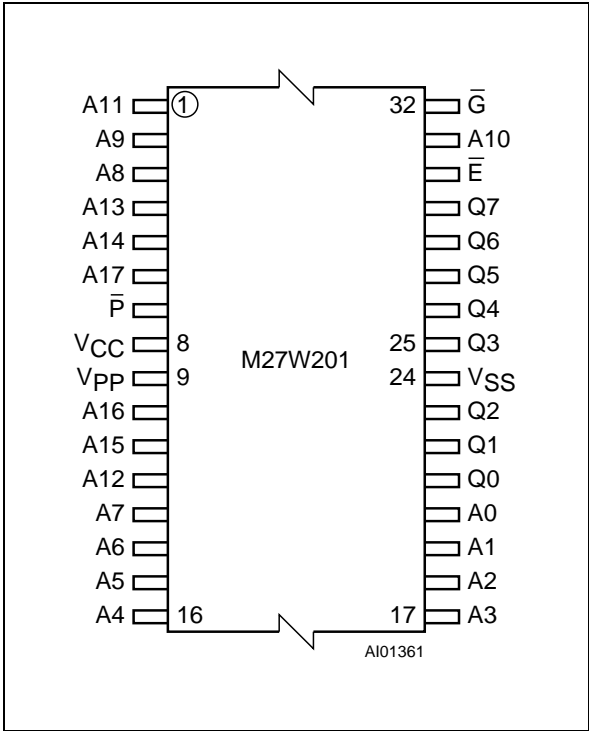 A11 1 32 G̅
A9 A10
A8 E̅
A13 Q7
A14 Q6
A17 Q5
P̅ Q4
VCC 8 25 Q3
M27W201
VPP 9 24 VSS
A16 Q2
A15 Q1
A12 Q0
A7 A0
A6 A1
A5 A2
A4 16 17 A3
AI01361